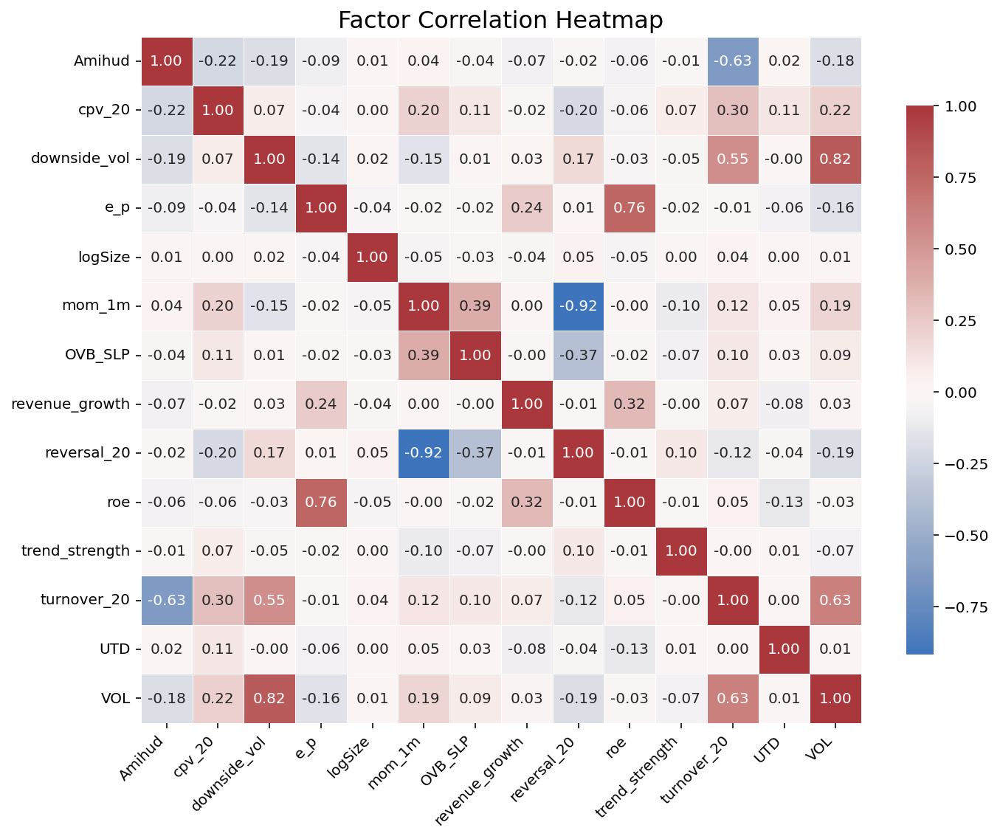 Factor Correlation Heatmap
Amihud 1.00 -0.22 -0.19 -0.09 0.01 0.04 -0.04 -0.07 -0.02 -0.06 -0.01 -0.63 0.02 -0.18
cpv_20 -0.22 1.00 0.07 -0.04 0.00 0.20 0.11 -0.02 -0.20 -0.06 0.07 0.30 0.11 0.22
downside_vol -0.19 0.07 1.00 -0.14 0.02 -0.15 0.01 0.03 0.17 -0.03 -0.05 0.55 -0.00 0.82
e_p -0.09 -0.04 -0.14 1.00 -0.04 -0.02 -0.02 0.24 0.01 0.76 -0.02 -0.01 -0.06 -0.16
logSize 0.01 0.00 0.02 -0.04 1.00 -0.05 -0.03 -0.04 0.05 -0.05 0.00 0.04 0.00 0.01
mom_1m 0.04 0.20 -0.15 -0.02 -0.05 1.00 0.39 0.00 -0.92 -0.00 -0.10 0.12 0.05 0.19
OVB_SLP -0.04 0.11 0.01 -0.02 -0.03 0.39 1.00 -0.00 -0.37 -0.02 -0.07 0.10 0.03 0.09
revenue_growth -0.07 -0.02 0.03 0.24 -0.04 0.00 -0.00 1.00 -0.01 0.32 -0.00 0.07 -0.08 0.03
reversal_20 -0.02 -0.20 0.17 0.01 0.05 -0.92 -0.37 -0.01 1.00 -0.01 0.10 -0.12 -0.04 -0.19
roe -0.06 -0.06 -0.03 0.76 -0.05 -0.00 -0.02 0.32 -0.01 1.00 -0.01 0.05 -0.13 -0.03
trend_strength -0.01 0.07 -0.05 -0.02 0.00 -0.10 -0.07 -0.00 0.10 -0.01 1.00 -0.00 0.01 -0.07
turnover_20 -0.63 0.30 0.55 -0.01 0.04 0.12 0.10 0.07 -0.12 0.05 -0.00 1.00 0.00 0.63
UTD 0.02 0.11 -0.00 -0.06 0.00 0.05 0.03 -0.08 -0.04 -0.13 0.01 0.00 1.00 0.01
VOL -0.18 0.22 0.82 -0.16 0.01 0.19 0.09 0.03 -0.19 -0.03 -0.07 0.63 0.01 1.00
Amihud cpv_20 downside_vol e_p logSize mom_1m OVB_SLP revenue_growth reversal_20 roe trend_strength turnover_20 UTD VOL
1.00
0.75
0.50
0.25
0.00
−0.25
−0.50
−0.75